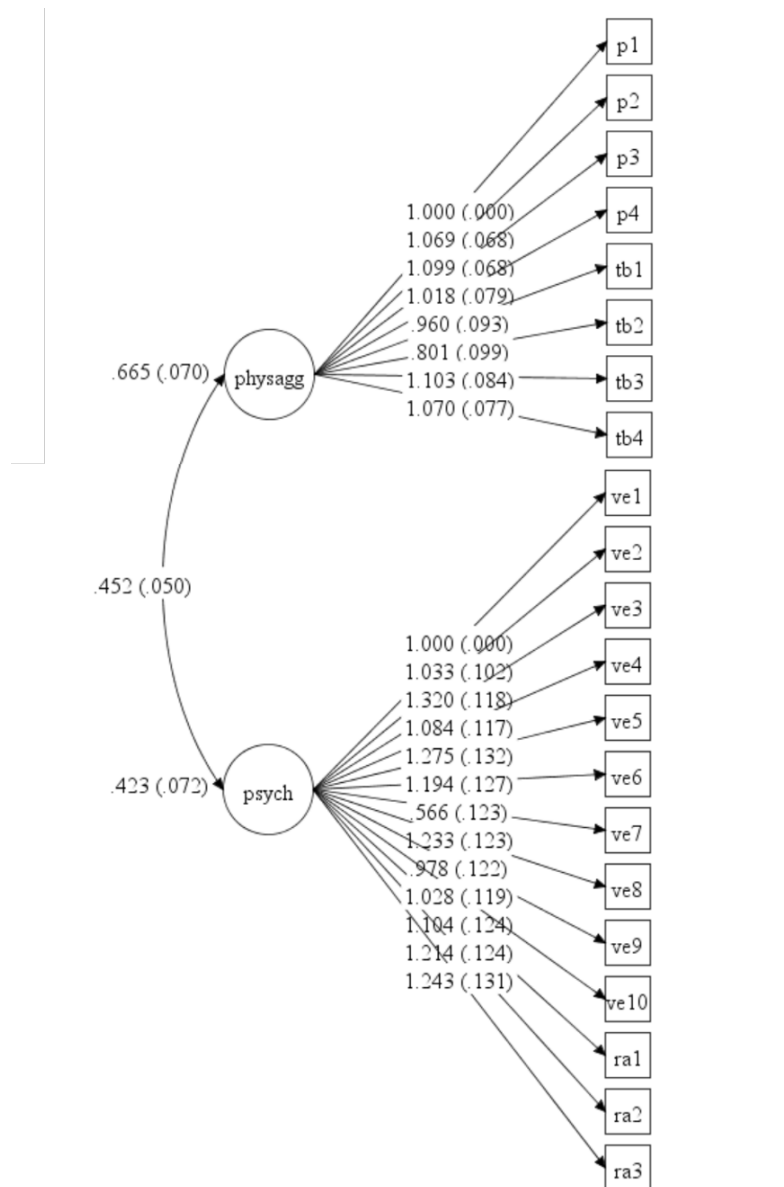 p1
p2
p3
p4
tb1
tb2
tb3
tb4
1.000 (.000)
1.069 (.068)
1.099 (.068)
1.018 (.079)
.960 (.093)
.801 (.099)
1.103 (.084)
1.070 (.077)
.665 (.070)
physagg
.452 (.050)
ve1
ve2
ve3
ve4
ve5
ve6
ve7
ve8
ve9
ve10
ra1
ra2
ra3
1.000 (.000)
1.033 (.102)
1.320 (.118)
1.084 (.117)
1.275 (.132)
1.194 (.127)
.566 (.123)
1.233 (.123)
.978 (.122)
1.028 (.119)
1.104 (.124)
1.214 (.124)
1.243 (.131)
.423 (.072)
psych